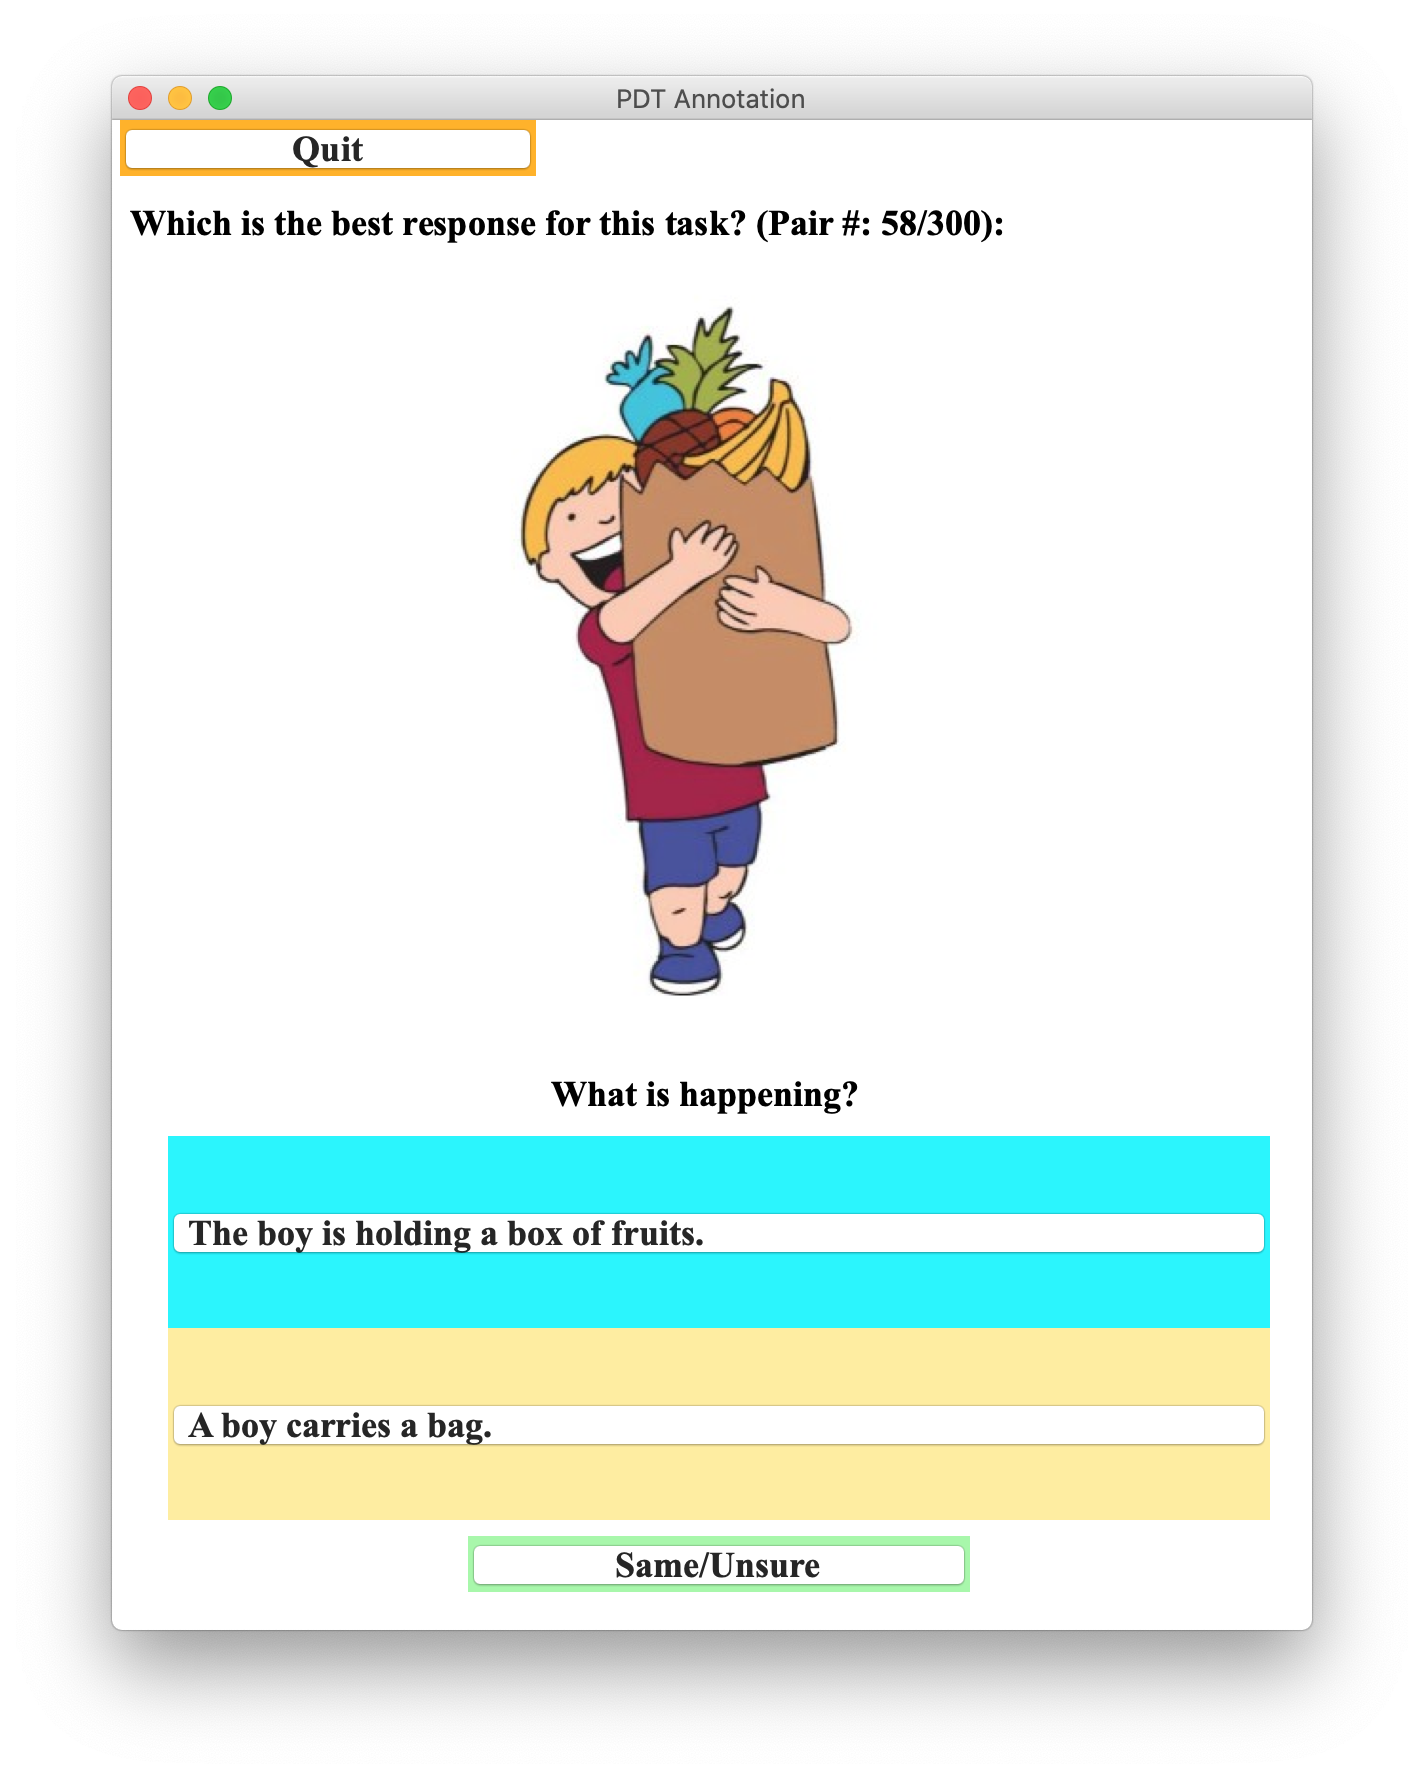 PDT Annotation
Quit
Which is the best response for this task? (Pair #: 58/300):
What is happening?
The boy is holding a box of fruits.
A boy carries a bag.
Same/Unsure